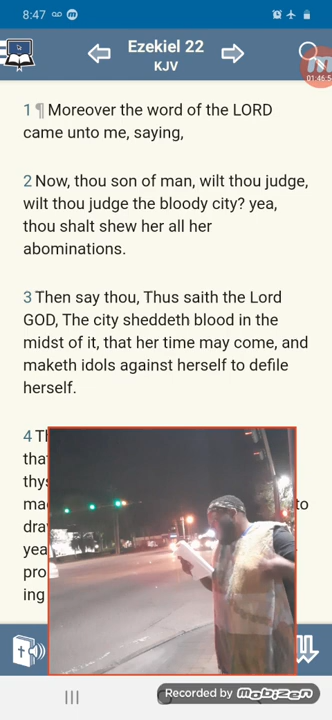 8:47
Ezekiel 22
KJV
01:46:5
1 ¶ Moreover the word of the LORD
came unto me, saying,
2 Now, thou son of man, wilt thou judge,
wilt thou judge the bloody city? yea,
thou shalt shew her all her
abominations.
3 Then say thou, Thus saith the Lord
GOD, The city sheddeth blood in the
midst of it, that her time may come, and
maketh idols against herself to defile
herself.
4 Th
that
thys
ma to
dra
yea
pro
ing
Recorded by mobizen